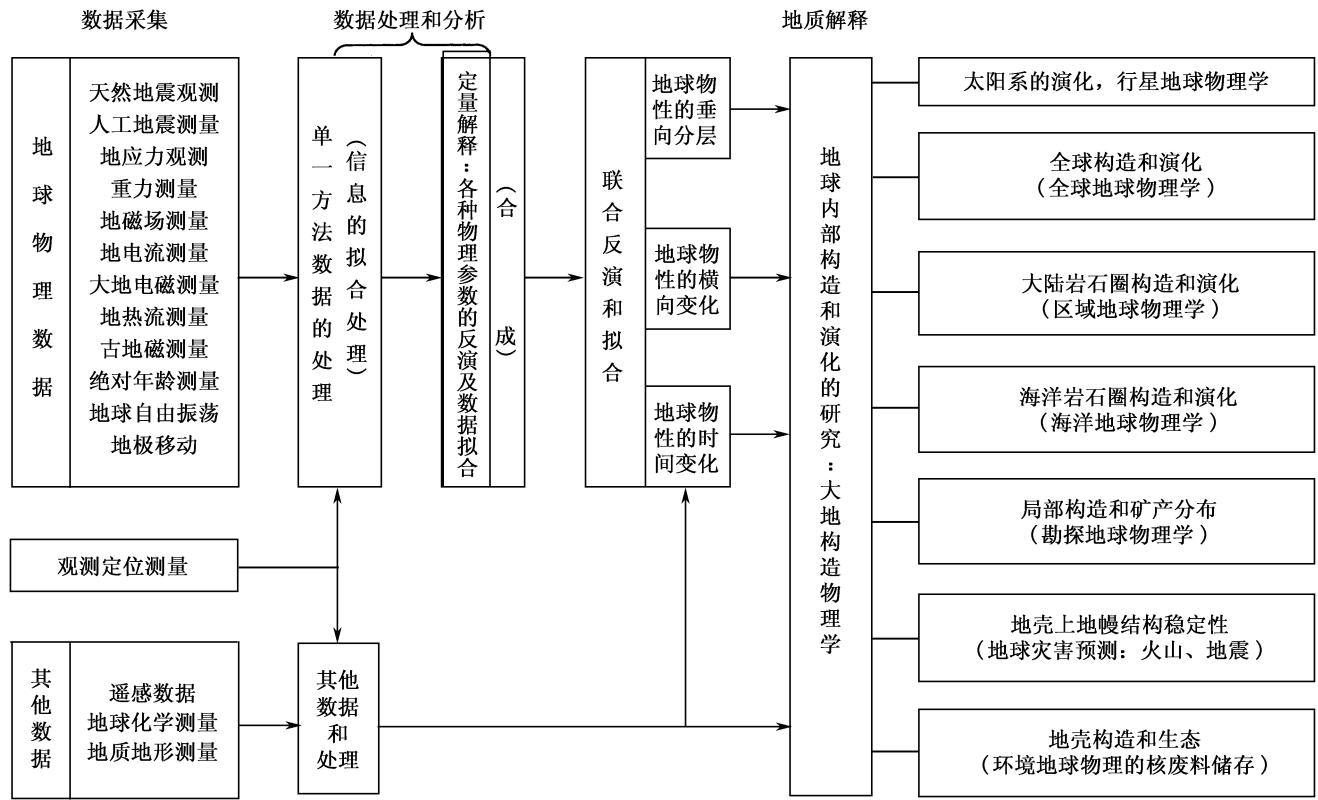 数据采集
数据处理和分析
地质解释
地球物理数据
天然地震观测
人工地震测量
地应力观测
重力测量
地磁场测量
地电流测量
大地电磁测量
地热流测量
古地磁测量
绝对年龄测量
地球自由振荡
地极移动
单一方法数据的处理
（信息的拟合处理）
定量解释：各种物理参数的反演及数据拟合
（合成）
联合反演和拟合
地球物
性的垂
向分层
地球物
性的横
向变化
地球物
性的时
间变化
地球内部构造和演化的研究：大地构造物理学
太阳系的演化，行星地球物理学
全球构造和演化
（全球地球物理学）
大陆岩石圈构造和演化
（区域地球物理学）
海洋岩石圈构造和演化
（海洋地球物理学）
局部构造和矿产分布
（勘探地球物理学）
地壳上地幔结构稳定性
（地球灾害预测：火山、地震）
地壳构造和生态
（环境地球物理的核废料储存）
观测定位测量
其他数据
遥感数据
地球化学测量
地质地形测量
其他
数据
和
处理